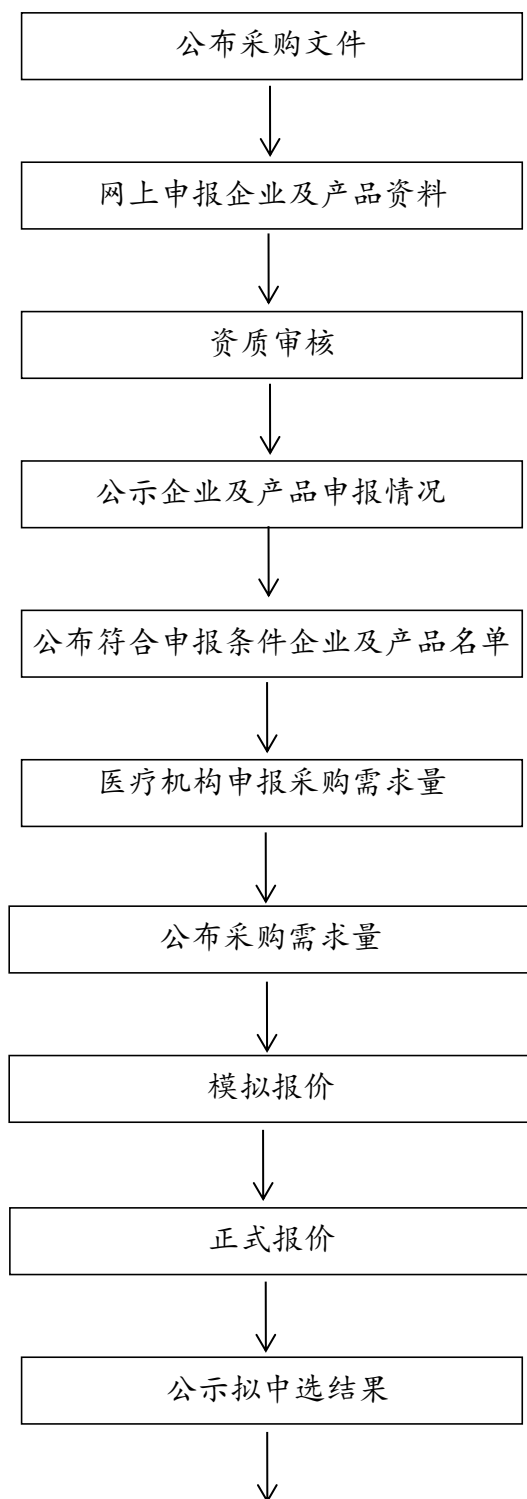 公布采购文件
网上申报企业及产品资料
资质审核
公示企业及产品申报情况
公布符合申报条件企业及产品名单
医疗机构申报采购需求量
公布采购需求量
模拟报价
正式报价
公示拟中选结果